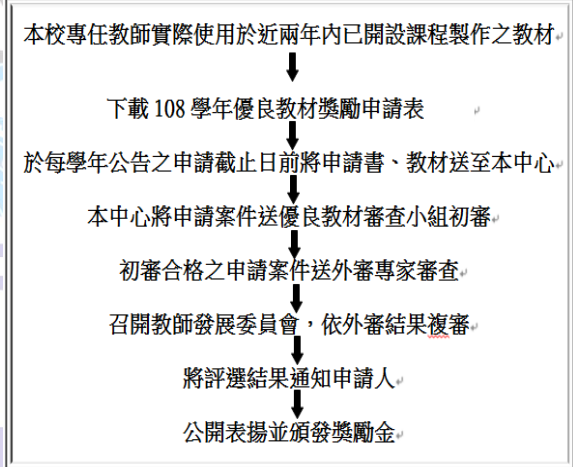 本校專任教師實際使用於近兩年內已開設課程製作之教材
下載 108 學年優良教材獎勵申請表
於每學年公告之申請截止日前將申請書、教材送至本中心
本中心將申請案件送優良教材審查小組初審
初審合格之申請案件送外審專家審查
召開教師發展委員會，依外審結果複審
將評選結果通知申請人
公開表揚並頒發獎勵金